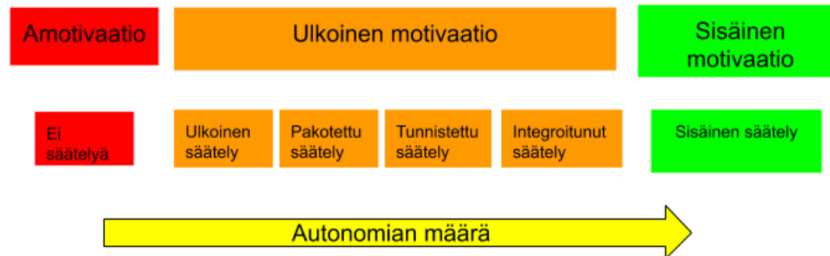 Amotivaatio
Ulkoinen motivaatio
Sisäinen
motivaatio
Ei
säätelyä
Ulkoinen
säätely
Pakotettu
säätely
Tunnistettu
säätely
Integroitunut
säätely
Sisäinen säätely
Autonomian määrä